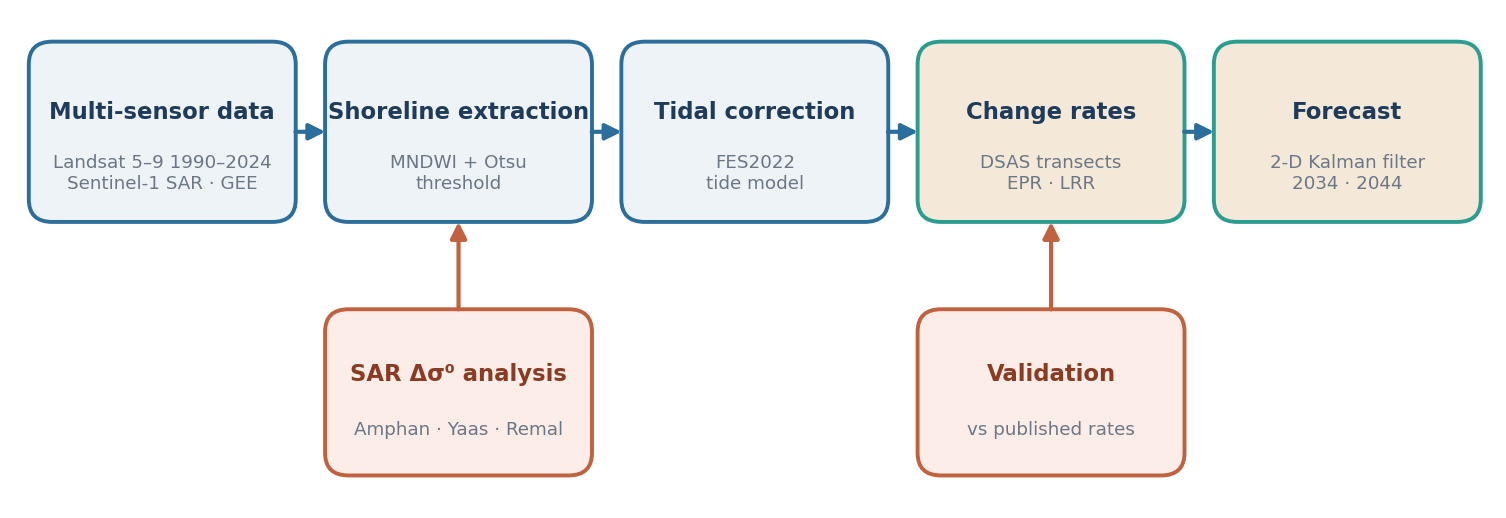 Multi-sensor data
Landsat 5–9 1990–2024
Sentinel-1 SAR · GEE
Shoreline extraction
MNDWI + Otsu
threshold
Tidal correction
FES2022
tide model
Change rates
DSAS transects
EPR · LRR
Forecast
2-D Kalman filter
2034 · 2044
SAR Δσ⁰ analysis
Amphan · Yaas · Remal
Validation
vs published rates